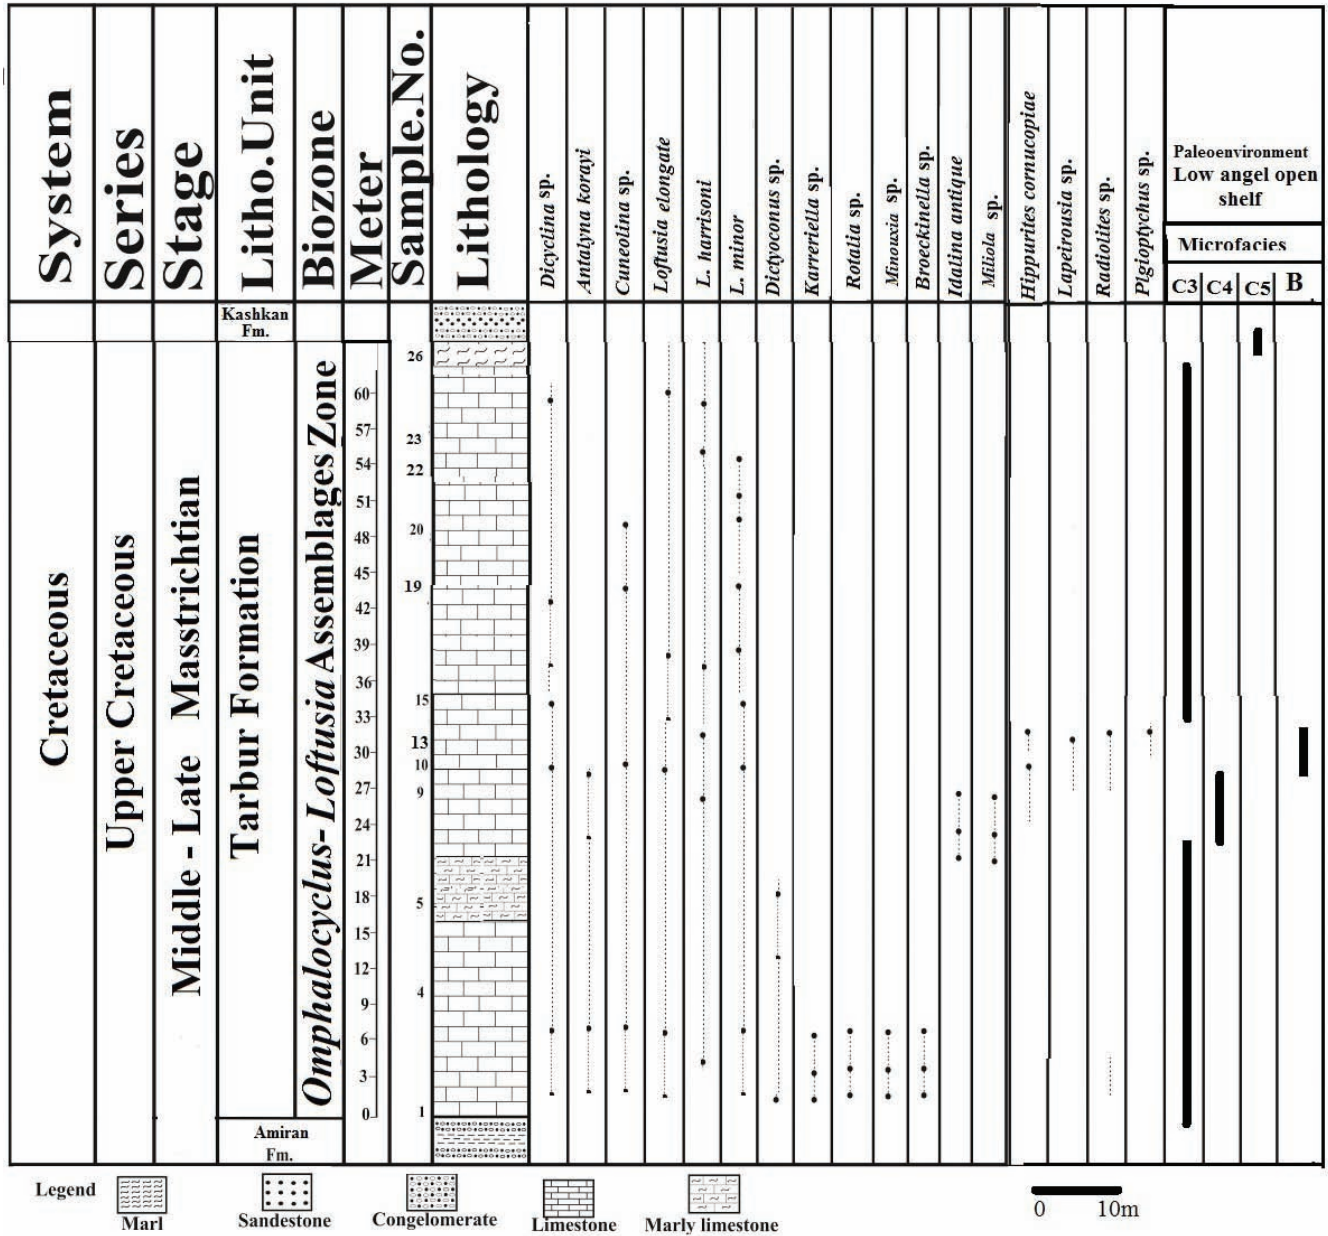 System
Series
Stage
Litho.Unit
Biozone
Meter
Sample.No.
Lithology
Dicyclina sp.
Antalyna korayi
Cuneotina sp.
Loftusia elongate
L. harrisoni
L. minor
Dictyoconus sp.
Karreriella sp.
Rotalia sp.
Minouxia sp.
Broeckinella sp.
Idalina antique
Miliola sp.
Hippurites cornucopiae
Lapeirousia sp.
Radiolites sp.
Plgioptychus sp.
Paleoenvironment
Low angel open
shelf
Microfacies
C3 C4 C5 B
Kashkan
Fm.
Cretaceous
Upper Cretaceous
Middle - Late Masstrichtian
Tarbur Formation
Omphalocyclus- Loftusia Assemblages Zone
60
57
54
51
48
45
42
39
36
33
30
27
24
21
18
15
12
9
6
3
0
26
23
22
20
19
15
13
10
9
5
4
1
Amiran
Fm.
Legend
Marl
Sandestone
Congelomerate
Limestone
Marly limestone
0 10m